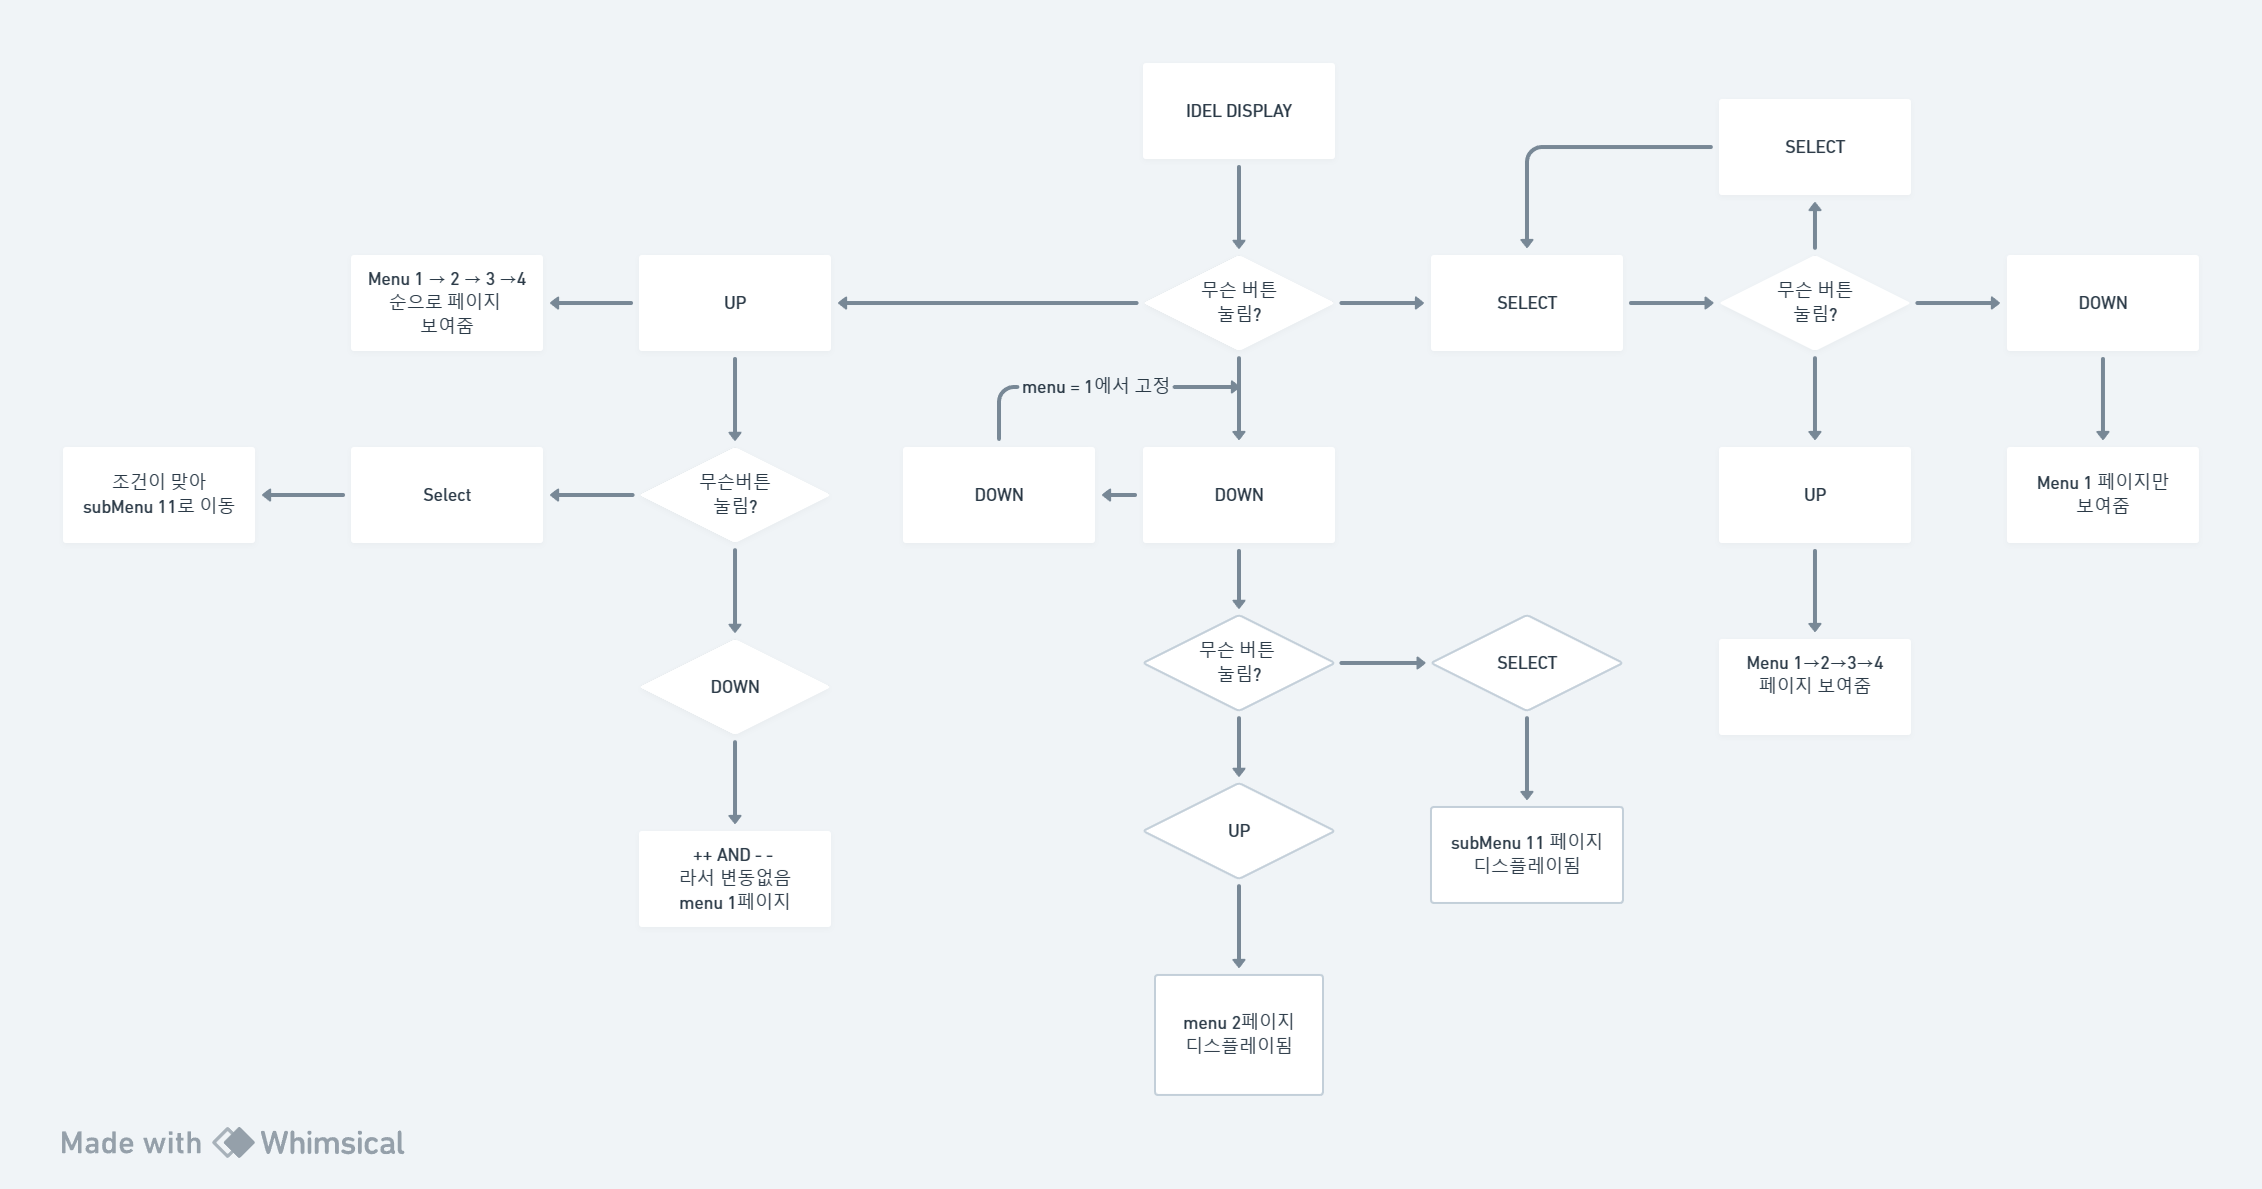 IDEL DISPLAY
SELECT
Menu 1 → 2 → 3 →4
순으로 페이지
보여줌
UP
무슨 버튼
눌림?
SELECT
무슨 버튼
눌림?
DOWN
menu = 1에서 고정
조건이 맞아
subMenu 11로 이동
Select
무슨버튼
눌림?
DOWN
DOWN
UP
Menu 1 페이지만
보여줌
DOWN
무슨 버튼
눌림?
SELECT
Menu 1→2→3→4
페이지 보여줌
++ AND - -
라서 변동없음
menu 1페이지
UP
subMenu 11 페이지
디스플레이됨
menu 2페이지
디스플레이됨
Made with Whimsical